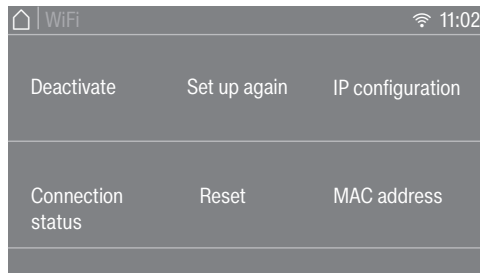 WiFi 11:02
Deactivate Set up again IP configuration
Connection Reset MAC address
status